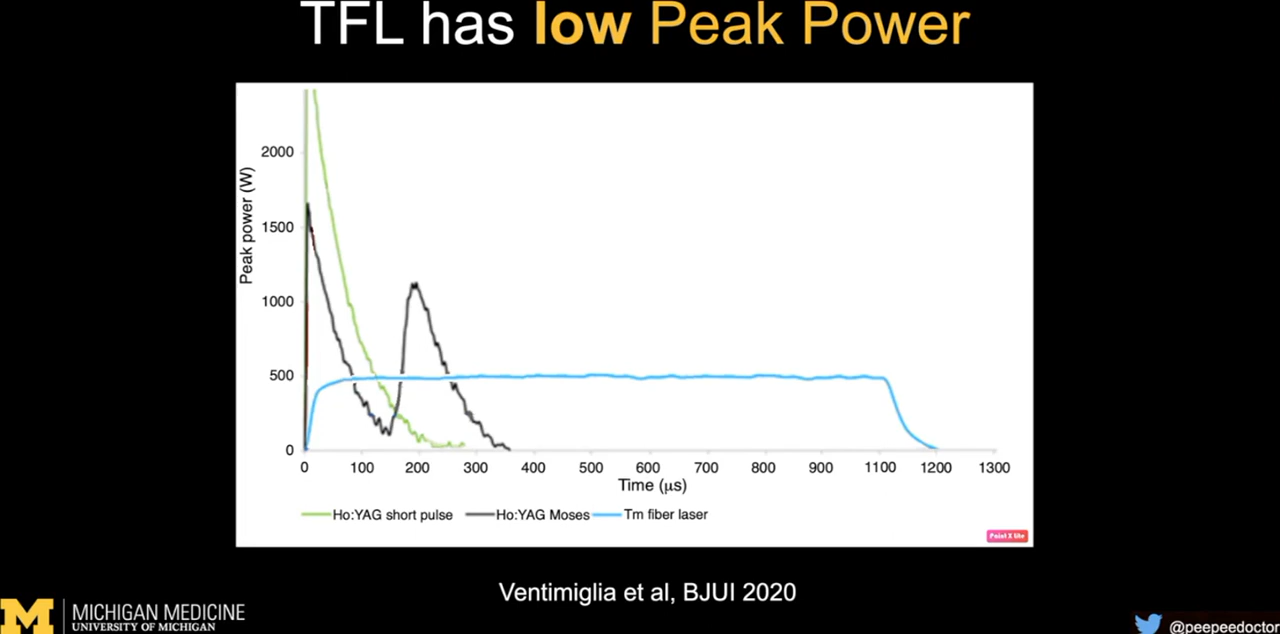 TFL has low Peak Power
Peak power (W)
2000
1500
1000
500
0
0 100 200 300 400 500 600 700 800 900 1100 1200 1300
Time (µs)
Ho:YAG short pulse Ho:YAG Moses Tm fiber laser
Paint X lite
Ventimiglia et al, BJUI 2020
M MICHIGAN MEDICINE
UNIVERSITY OF MICHIGAN
@peepeedoctor